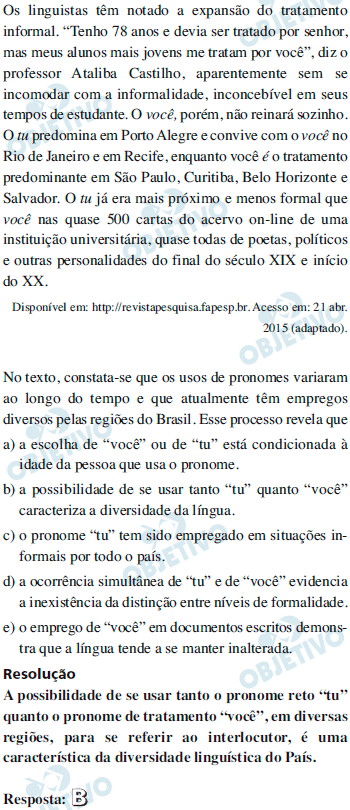 Os linguistas têm notado a expansão do tratamento
informal. “Tenho 78 anos e devia ser tratado por senhor,
mas meus alunos mais jovens me tratam por você”, diz o
professor Ataliba Castilho, aparentemente sem se
incomodar com a informalidade, inconcebível em seus
tempos de estudante. O você, porém, não reinará sozinho.
O tu predomina em Porto Alegre e convive com o você no
Rio de Janeiro e em Recife, enquanto você é o tratamento
predominante em São Paulo, Curitiba, Belo Horizonte e
Salvador. O tu já era mais próximo e menos formal que
você nas quase 500 cartas do acervo on-line de uma
instituição universitária, quase todas de poetas, políticos
e outras personalidades do final do século XIX e início
do XX.
Disponível em: http://revistapesquisa.fapesp.br. Acesso em: 21 abr.
2015 (adaptado).
No texto, constata-se que os usos de pronomes variaram
ao longo do tempo e que atualmente têm empregos
diversos pelas regiões do Brasil. Esse processo revela que
a) a escolha de “você” ou de “tu” está condicionada à
idade da pessoa que usa o pronome.
b) a possibilidade de se usar tanto “tu” quanto “você”
caracteriza a diversidade da língua.
c) o pronome “tu” tem sido empregado em situações in-
formais por todo o país.
d) a ocorrência simultânea de “tu” e de “você” evidencia
a inexistência da distinção entre níveis de formalidade.
e) o emprego de “você” em documentos escritos demons-
tra que a língua tende a se manter inalterada.
Resolução
A possibilidade de se usar tanto o pronome reto “tu”
quanto o pronome de tratamento “você”, em diversas
regiões, para se referir ao interlocutor, é uma
característica da diversidade linguística do País.
Resposta: B